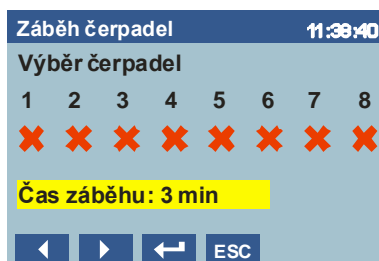 Záběh čerpadel 11:38:40
Výběr čerpadel
1 2 3 4 5 6 7 8
Čas záběhu: 3 min
ESC